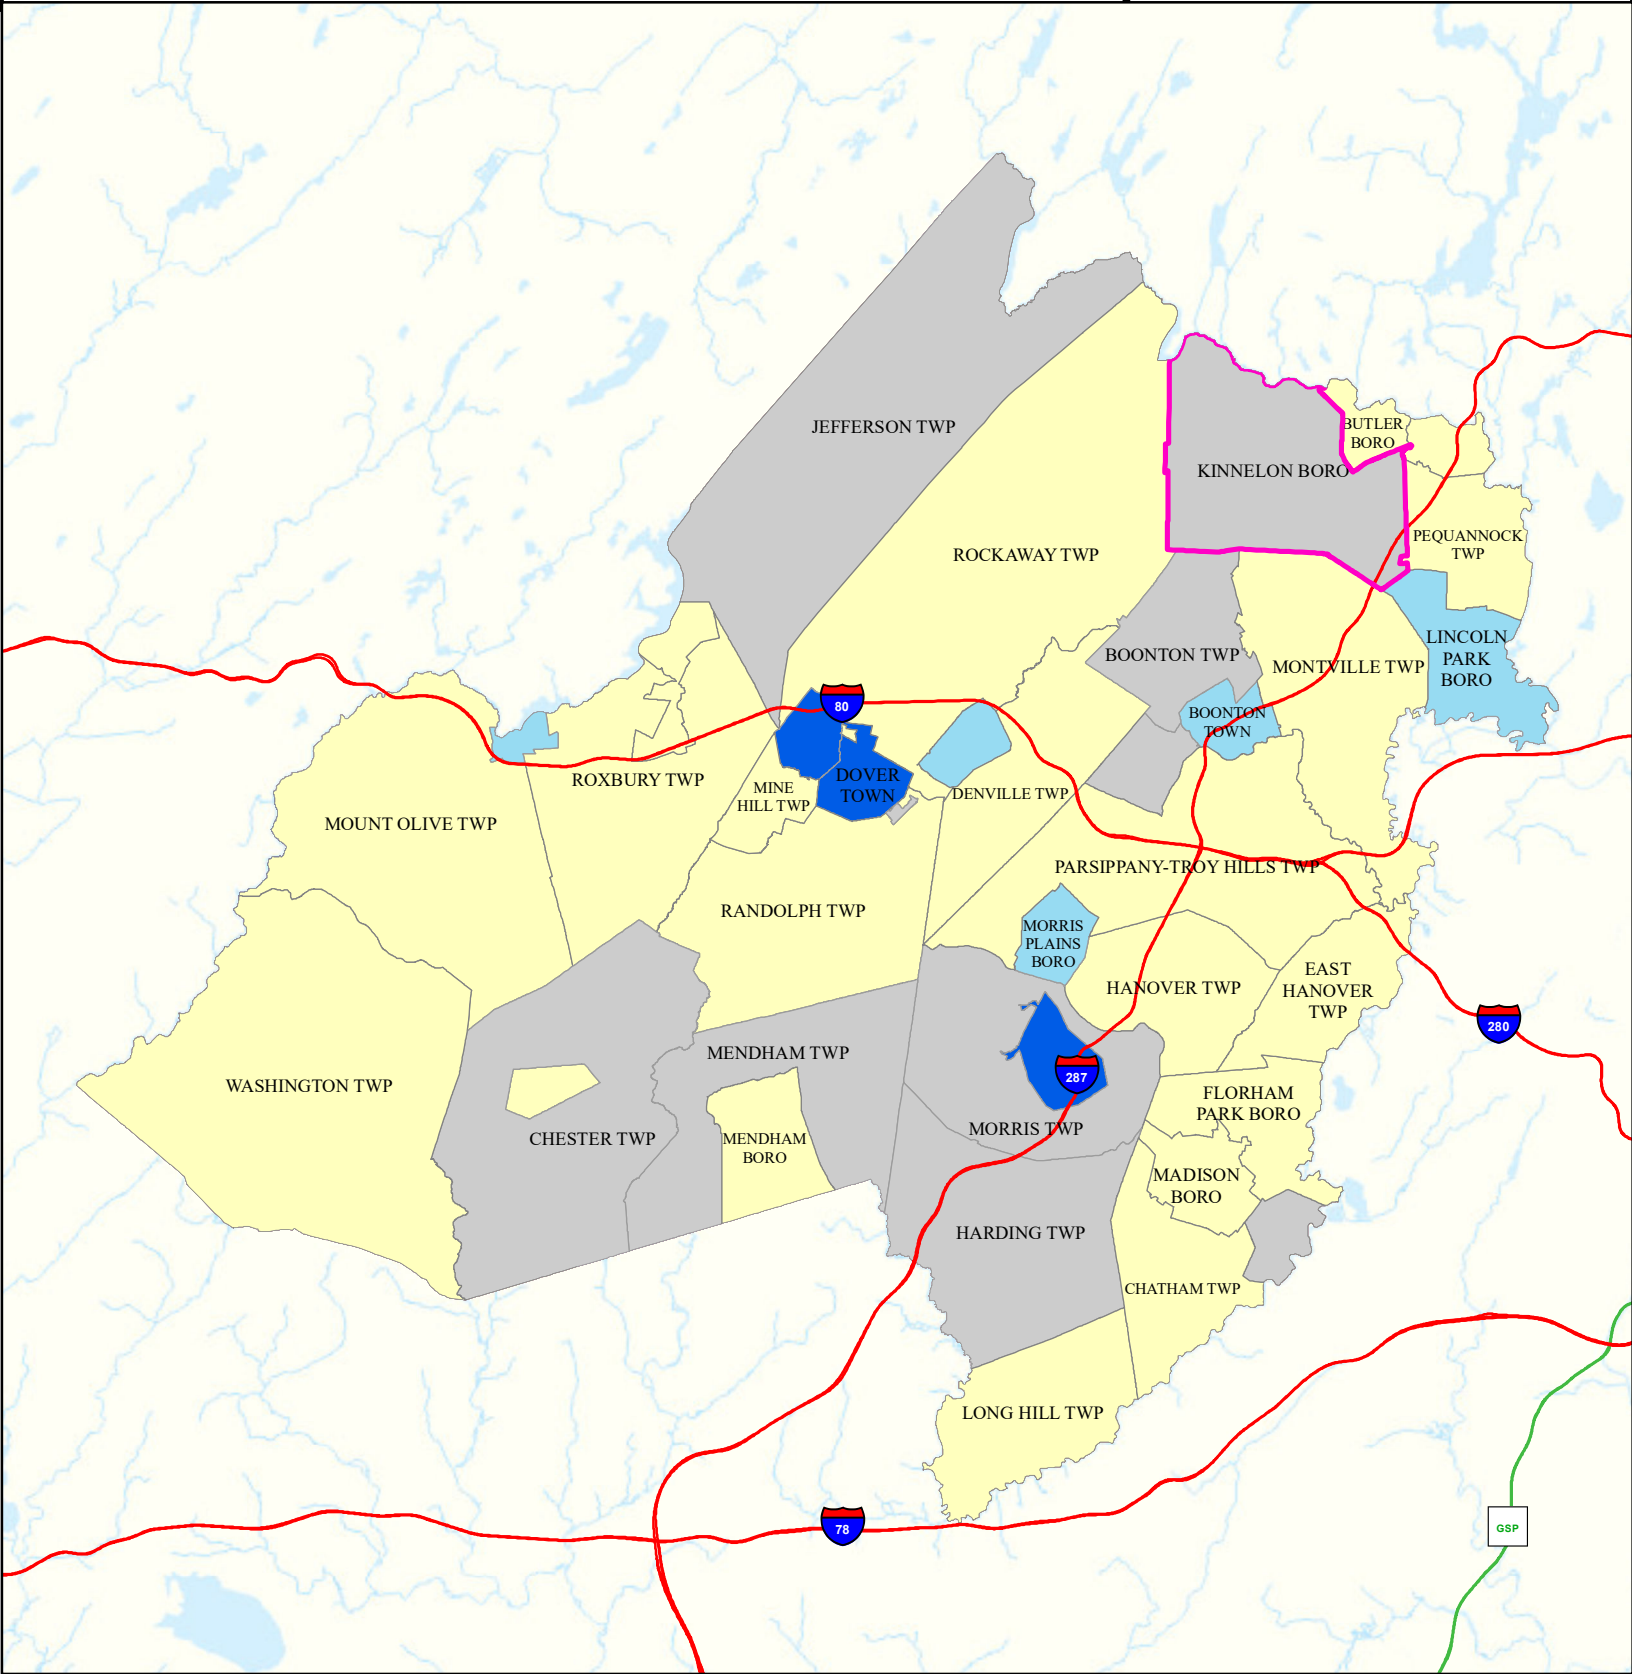 JEFFERSON TWP
BUTLER
BORO
KINNELON BORO
PEQUANNOCK
TWP
ROCKAWAY TWP
LINCOLN
PARK
BORO
BOONTON TWP
MONTVILLE TWP
80
BOONTON
TOWN
ROXBURY TWP
MINE
HILL TWP
DOVER
TOWN
DENVILLE TWP
MOUNT OLIVE TWP
PARSIPPANY-TROY HILLS TWP
RANDOLPH TWP
MORRIS
PLAINS
BORO
EAST
HANOVER
TWP
HANOVER TWP
280
MENDHAM TWP
287
WASHINGTON TWP
FLORHAM
PARK BORO
CHESTER TWP
MENDHAM
BORO
MORRIS TWP
MADISON
BORO
HARDING TWP
CHATHAM TWP
LONG HILL TWP
78
GSP